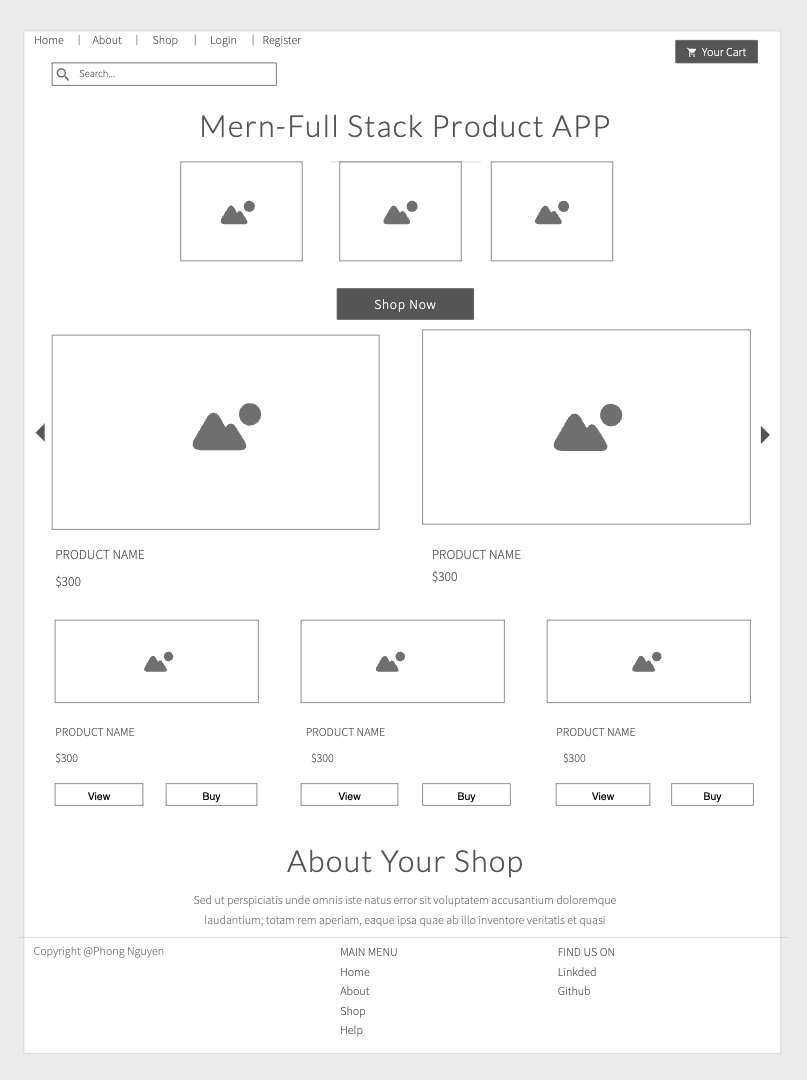 Home | About | Shop | Login | Register
Your Cart
Search...
Mern-Full Stack Product APP
Shop Now
PRODUCT NAME
$300
PRODUCT NAME
$300
PRODUCT NAME
$300
View
Buy
PRODUCT NAME
$300
View
Buy
PRODUCT NAME
$300
View
Buy
About Your Shop
Sed ut perspiciatis unde omnis iste natus error sit voluptatem accusantium doloremque
laudantium, totam rem aperiam, eaque ipsa quae ab illo inventore veritatis et quasi
Copyright @Phong Nguyen
MAIN MENU
Home
About
Shop
Help
FIND US ON
Linkded
Github